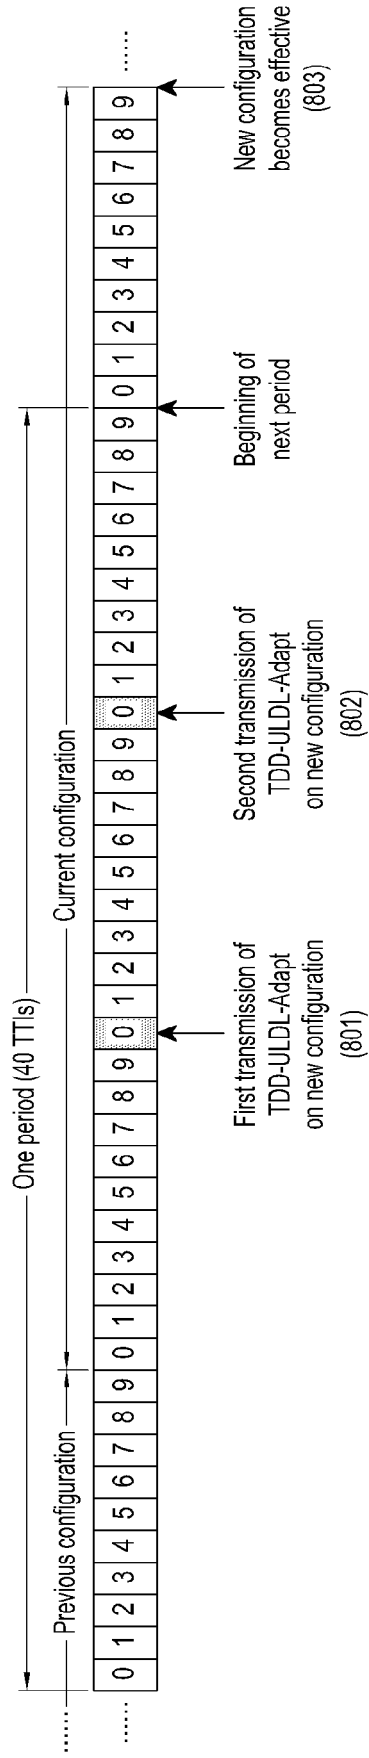 One period (40 TTIs)
...... Previous configuration
Current configuration
...... 0 1 2 3 4 5 6 7 8 9 0 1 2 3 4 5 6 7 8 9 0 1 2 3 4 5 6 7 8 9 0 1 2 3 4 5 6 7 8 9 0 1 2 3 4 5 6 7 8 9 ......
First transmission of
TDD-ULDL-Adapt
on new configuration
(801)
Second transmission of
TDD-ULDL-Adapt
on new configuration
(802)
Beginning of
next period
New configuration
becomes effective
(803)